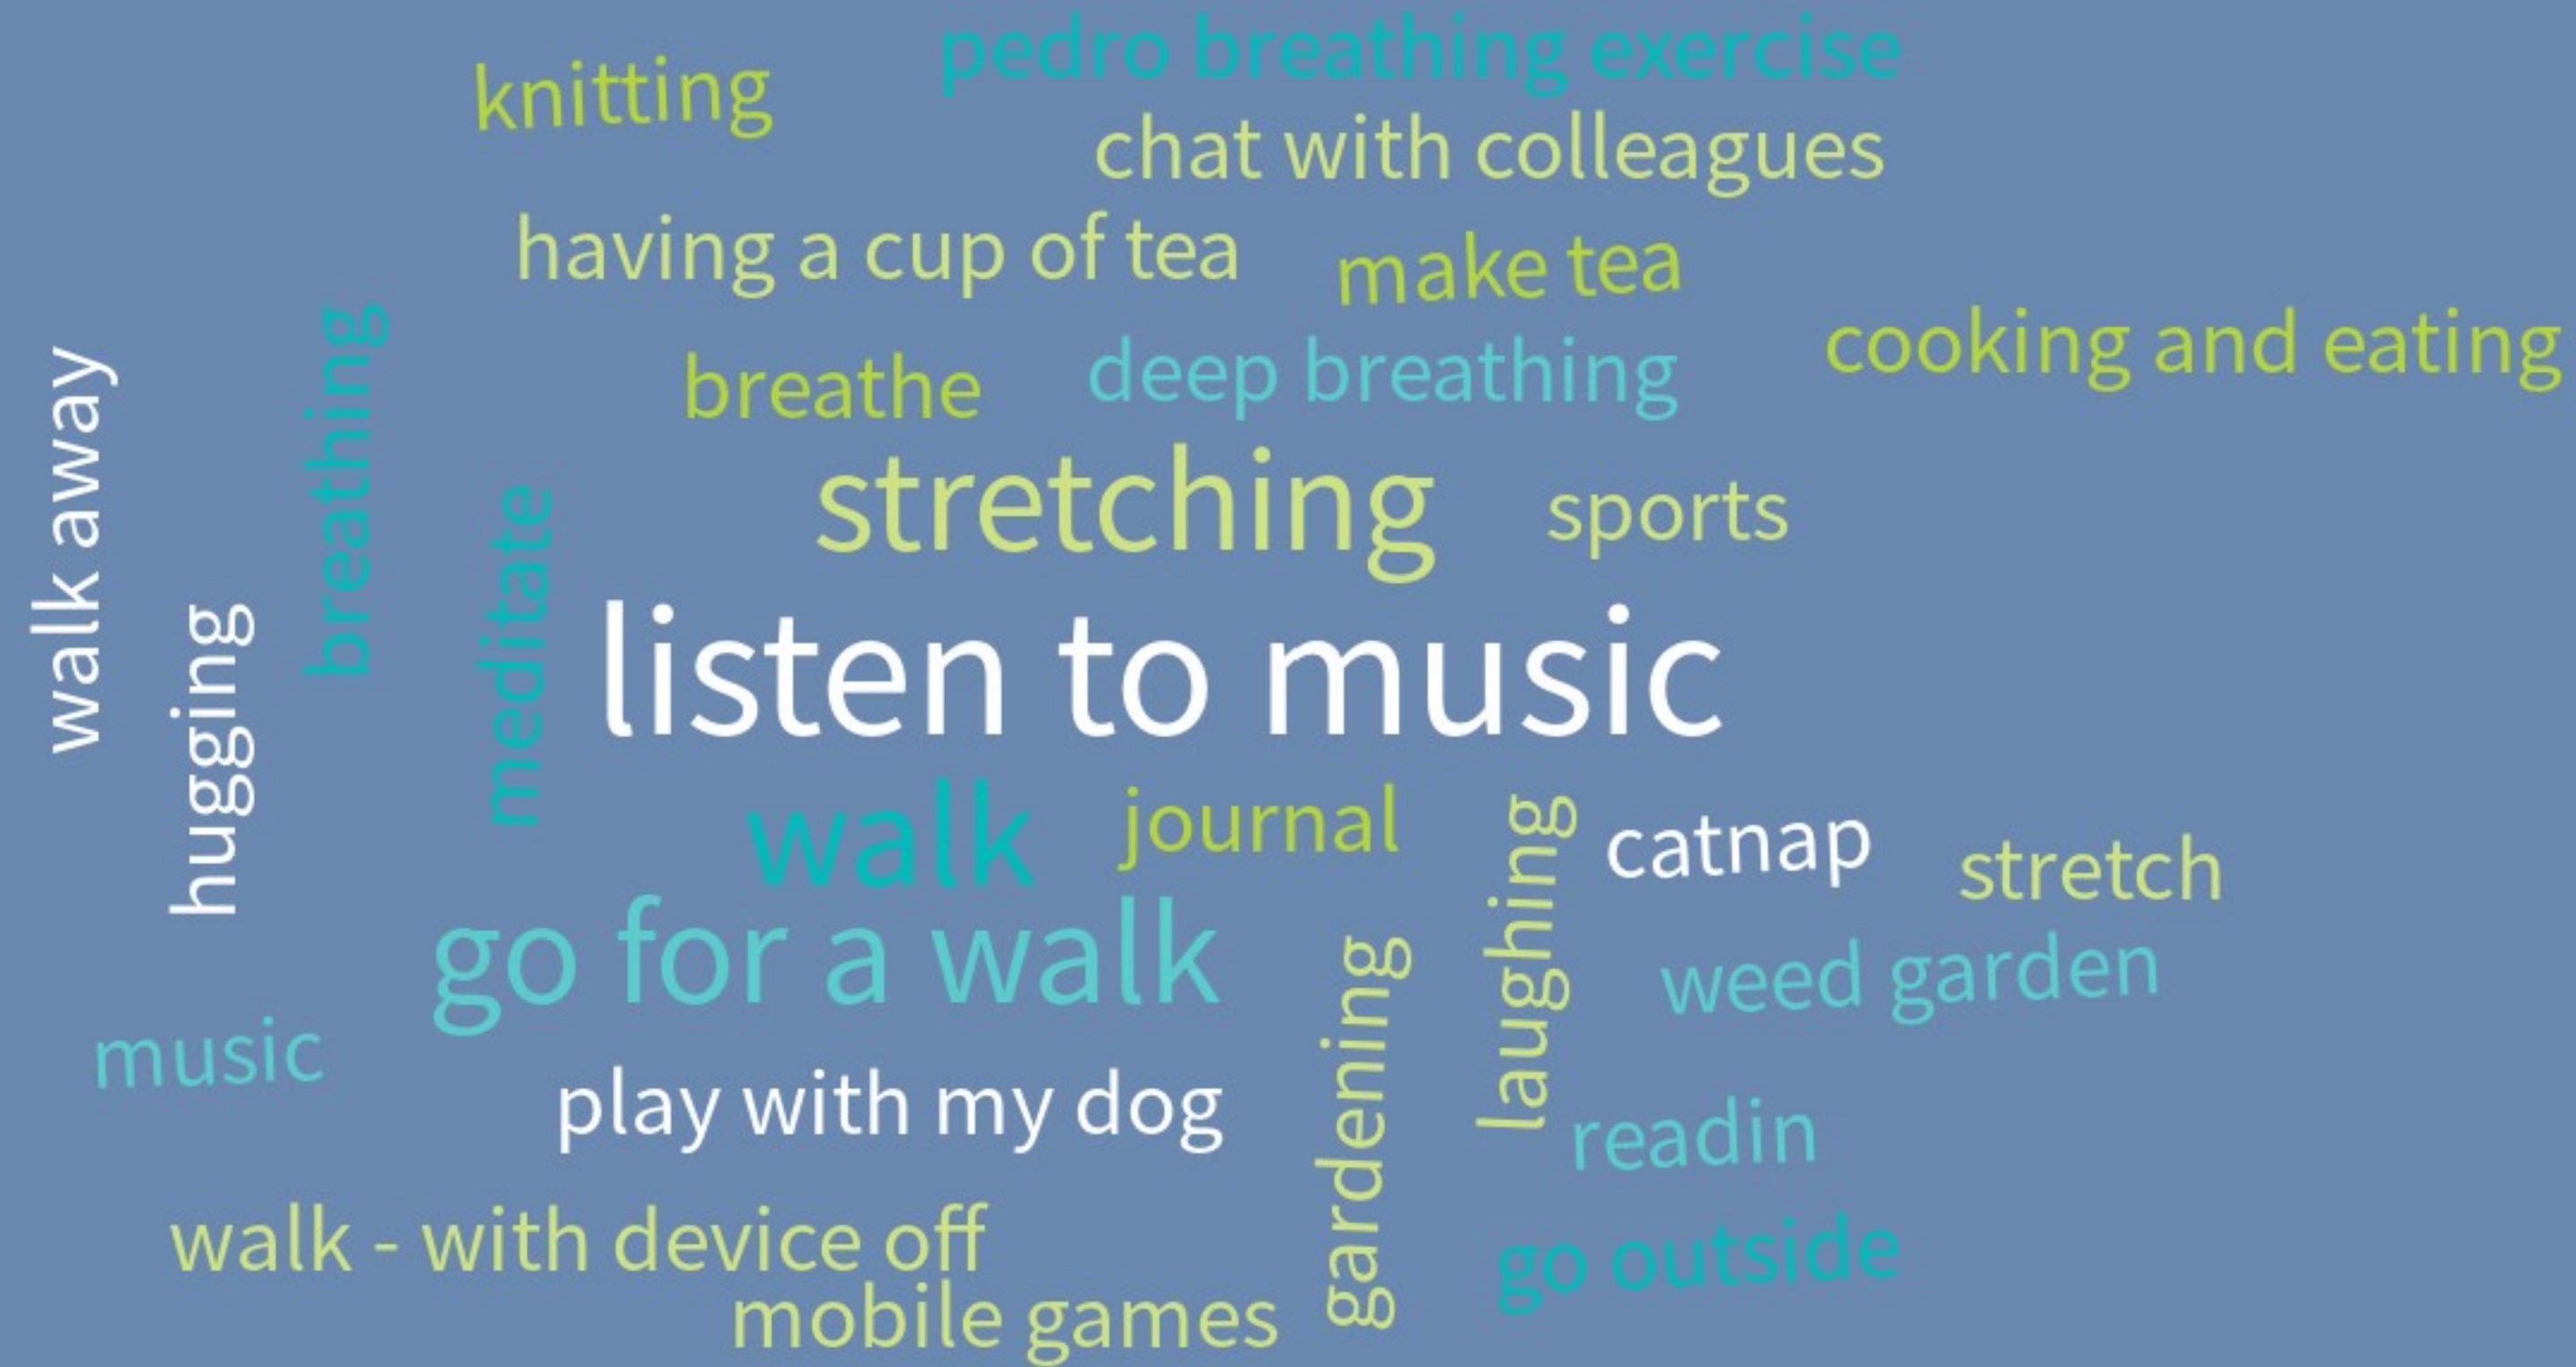 pedro breathing exercise
knitting
chat with colleagues
having a cup of tea
make tea
cooking and eating
breathe
deep breathing
walk away
breathing
stretching
sports
meditate
hugging
listen to music
walk
journal
laughing
catnap
stretch
go for a walk
weed garden
gardening
music
play with my dog
readin
walk - with device off
go outside
mobile games